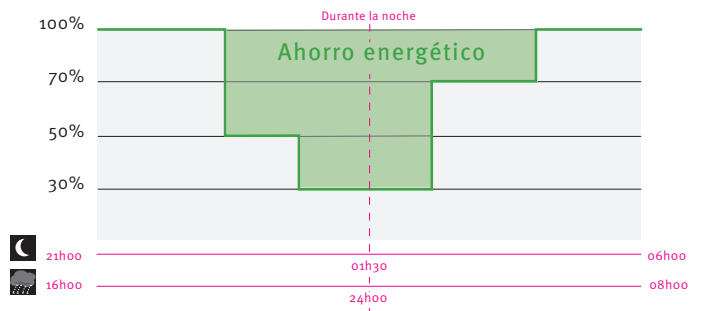 Durante la noche
100%
Ahorro energético
70%
50%
30%
21h00
06h00
01h30
16h00
08h00
24h00